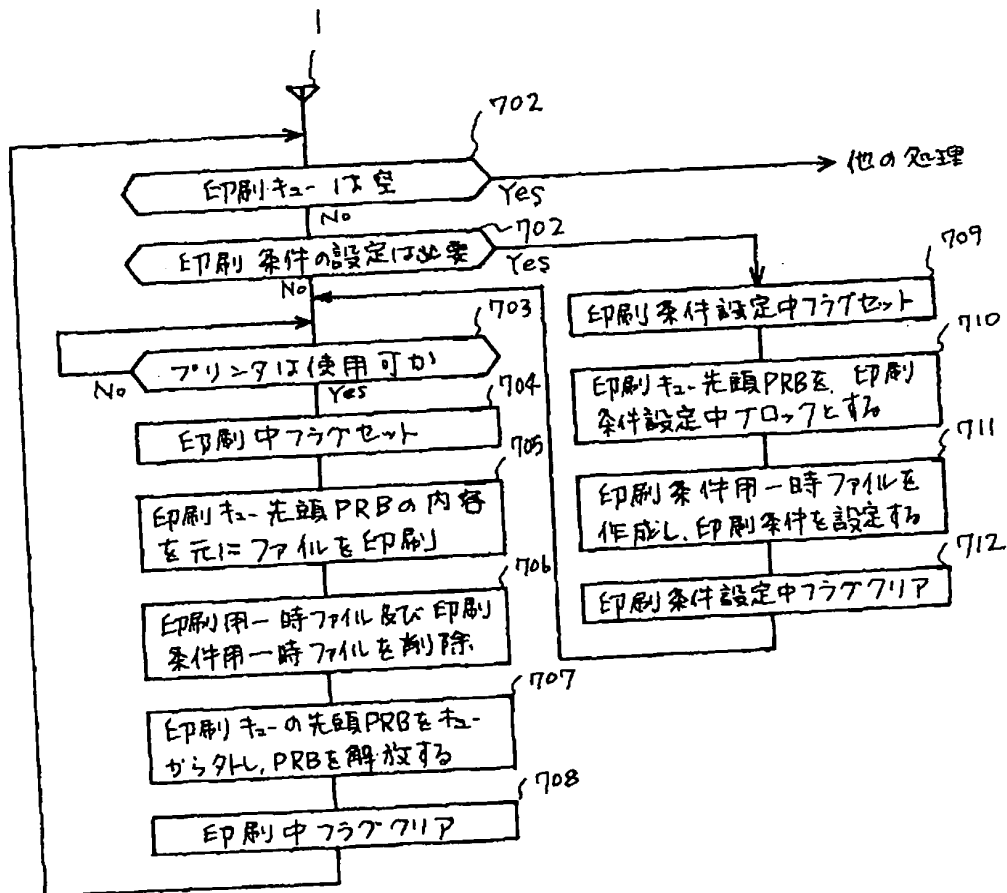 1
702
印刷キューは空
Yes
他の処理
No
702
印刷条件の設定は必要
Yes
No
703
プリンタは使用可か
No
Yes
704
印刷中フラグセット
705
印刷キュー先頭PRBの内容
を元にファイルを印刷
706
印刷用一時ファイル及び印刷
条件用一時ファイルを削除
707
印刷キューの先頭PRBをキュー
から外し、PRBを解放する
708
印刷中フラグクリア
709
印刷条件設定中フラグセット
710
印刷キュー先頭PRBを、印刷
条件設定中ブロックとする
711
印刷条件用一時ファイルを
作成し、印刷条件を設定する
712
印刷条件設定中フラグクリア